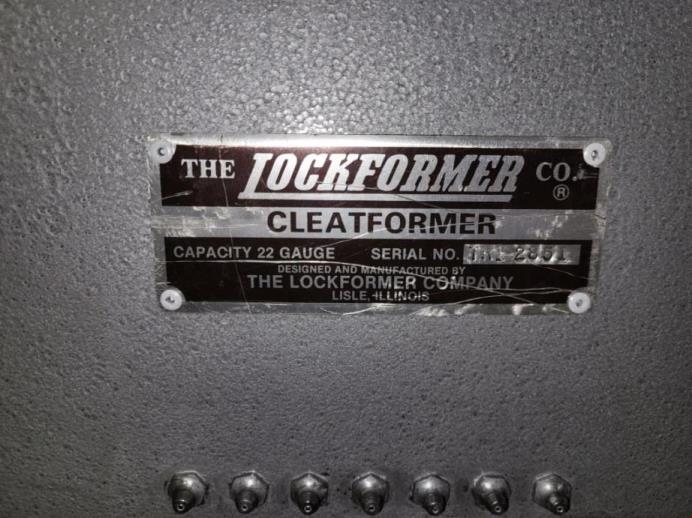 THE LOCKFORMER CO.
®
CLEATFORMER
CAPACITY 22 GAUGE SERIAL NO.
DESIGNED AND MANUFACTURED BY
THE LOCKFORMER COMPANY
LISLE, ILLINOIS